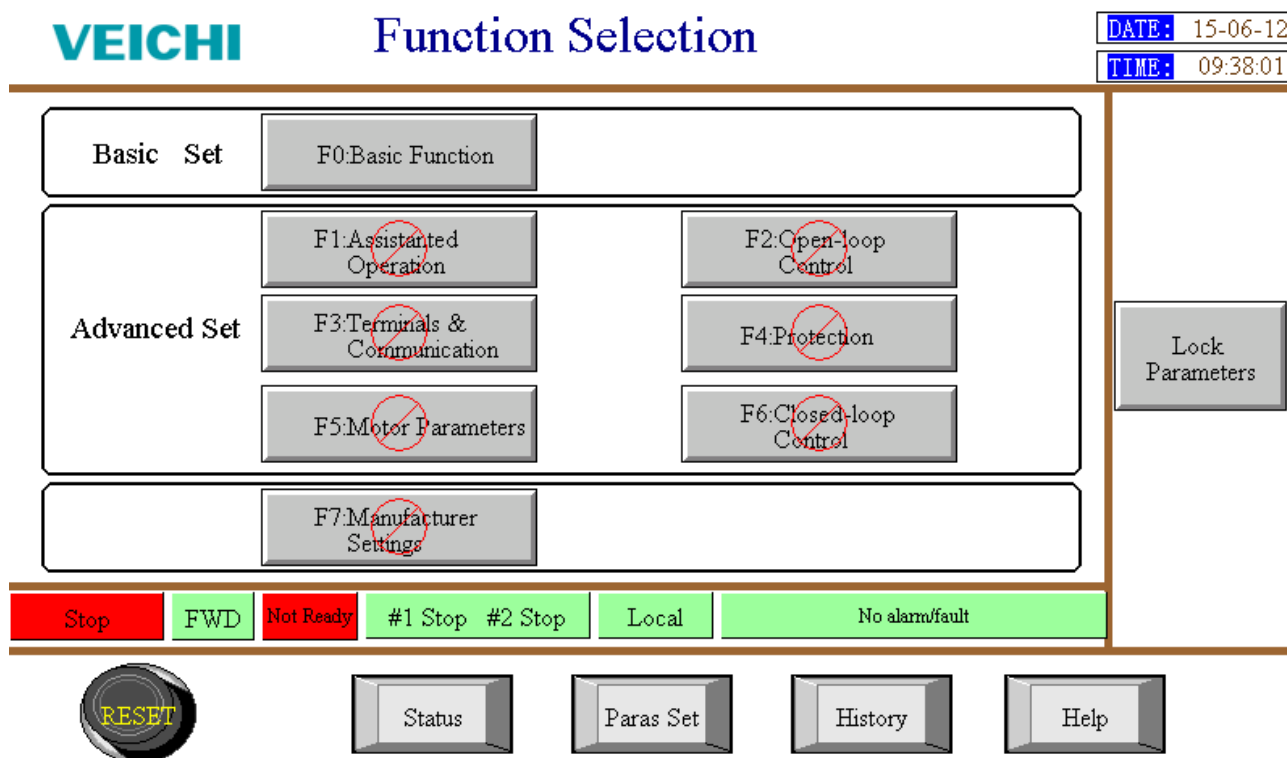 VEICHI
Function Selection
DATE: 15-06-12
TIME: 09:38:01
Basic Set
F0:Basic Function
Advanced Set
F1:Assistanted
Operation
F2:Open-loop
Control
F3:Terminals &
Communication
F4:Protection
F5:Motor Parameters
F6:Closed-loop
Control
F7:Manufacturer
Settings
Lock
Parameters
Stop
FWD
Not Ready
#1 Stop #2 Stop
Local
No alarm/fault
RESET
Status
Paras Set
History
Help